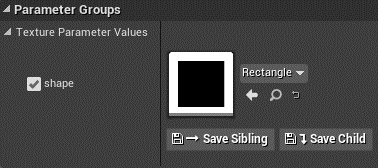 Parameter Groups
Texture Parameter Values
shape
Rectangle
Save Sibling
Save Child